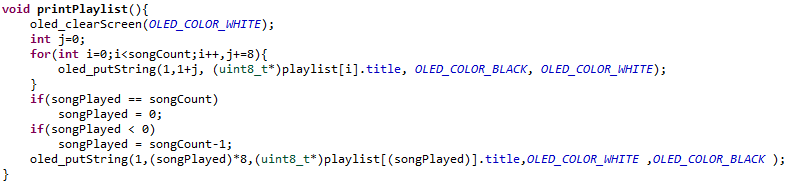 void printPlaylist(){
    oled_clearScreen(OLED_COLOR_WHITE);
    int j=0;
    for(int i=0;i<songCount;i++,j+=8){
        oled_putString(1,1+j, (uint8_t*)playlist[i].title, OLED_COLOR_BLACK, OLED_COLOR_WHITE);
    }
    if(songPlayed == songCount)
        songPlayed = 0;
    if(songPlayed < 0)
        songPlayed = songCount-1;
    oled_putString(1,(songPlayed)*8,(uint8_t*)playlist[(songPlayed)].title,OLED_COLOR_WHITE ,OLED_COLOR_BLACK );
}